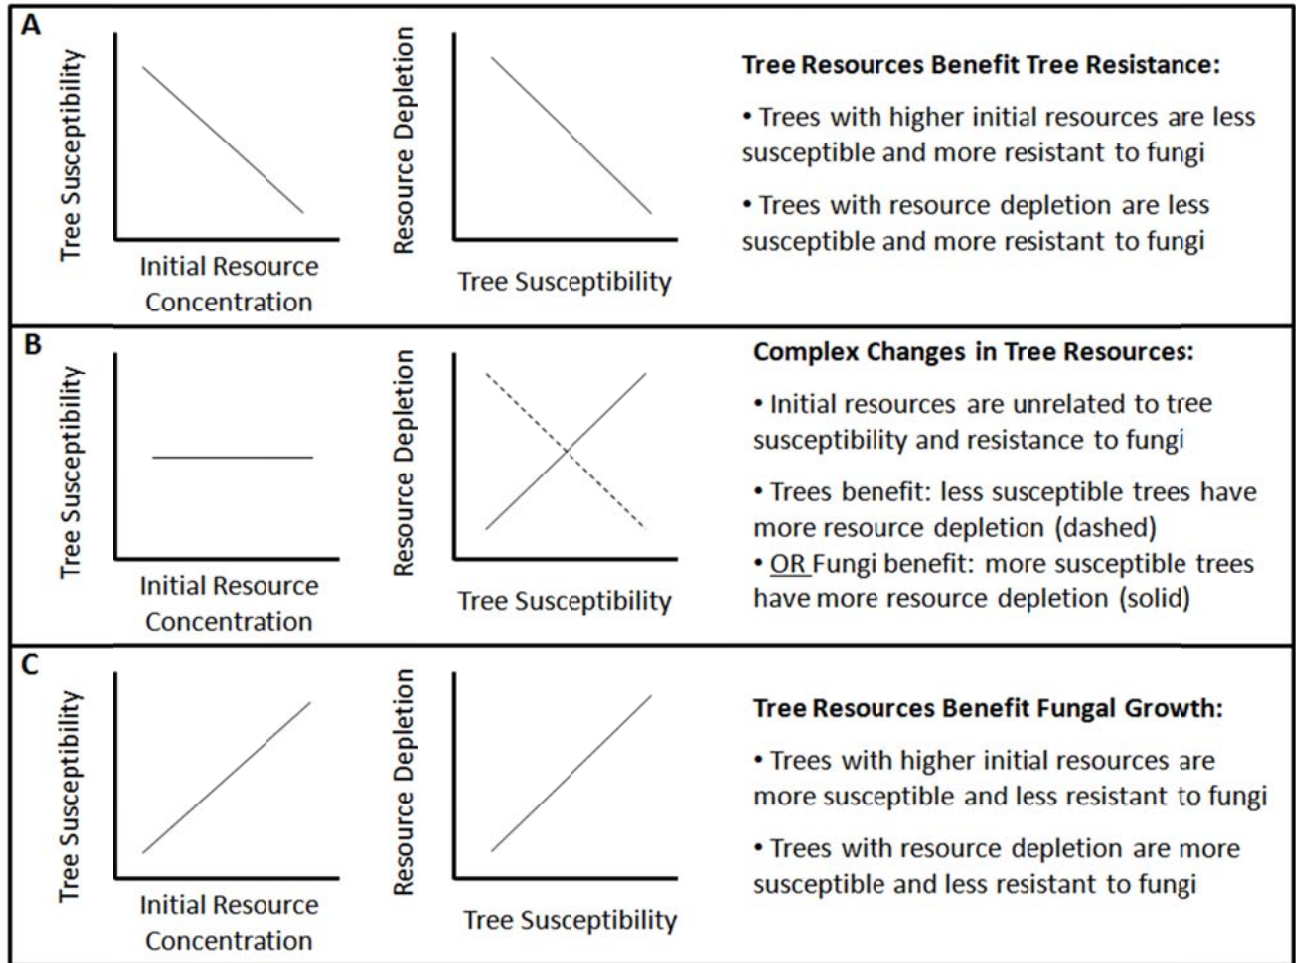 A
Tree Susceptibility
Initial Resource
Concentration
Resource Depletion
Tree Susceptibility
Tree Resources Benefit Tree Resistance:
• Trees with higher initial resources are less
susceptible and more resistant to fungi
• Trees with resource depletion are less
susceptible and more resistant to fungi
B
Tree Susceptibility
Initial Resource
Concentration
Resource Depletion
Tree Susceptibility
Complex Changes in Tree Resources:
• Initial resources are unrelated to tree
susceptibility and resistance to fungi
• Trees benefit: less susceptible trees have
more resource depletion (dashed)
• OR Fungi benefit: more susceptible trees
have more resource depletion (solid)
C
Tree Susceptibility
Initial Resource
Concentration
Resource Depletion
Tree Susceptibility
Tree Resources Benefit Fungal Growth:
• Trees with higher initial resources are
more susceptible and less resistant to fungi
• Trees with resource depletion are more
susceptible and less resistant to fungi